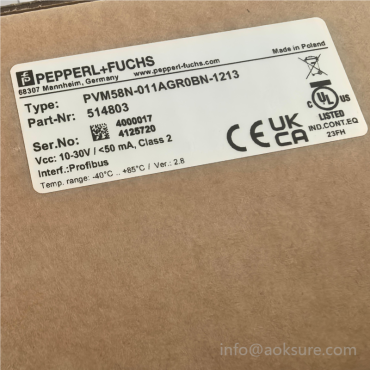 PEPPERL+FUCHS
68307 Mannheim, Germany www.pepperl-fuchs.com
Made in Poland
Type: PVM58N-011AGR0BN-1213
Part-Nr: 514803
Ser.No: 4000017
4125720
Vcc: 10-30V / <50 mA, Class 2
Interf.:Profibus
Temp. range: -40°C .. +85°C / Ver.: 2.8
CE UK CA
c UL US
LISTED
IND.CONT.EQ
23FH
info@aoksure.com